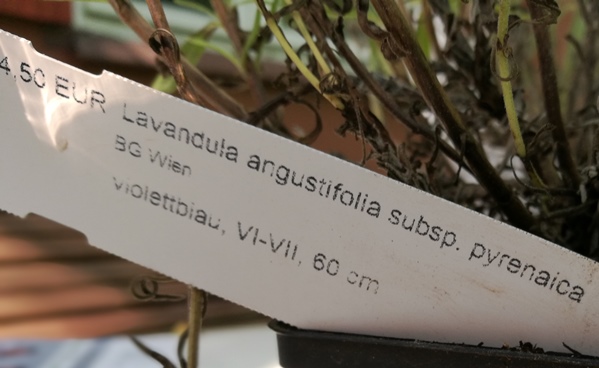 4,50 EUR Lavandula angustifolia subsp. pyrenaica
BG Wien
violettblau, VI-VII, 60 cm